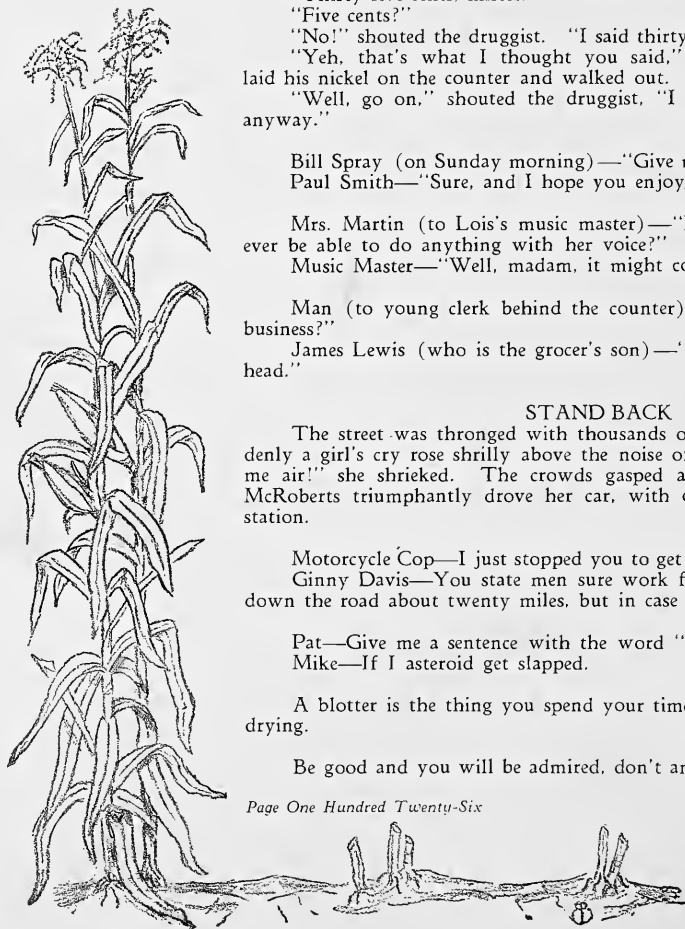 "Five cents?"
"No!" shouted the druggist. "I said thirty
"Yeh, that's what I thought you said,"
laid his nickel on the counter and walked out.
"Well, go on," shouted the druggist, "I
anyway."
Bill Spray (on Sunday morning)—"Give
Paul Smith—"Sure, and I hope you enjoy
Mrs. Martin (to Lois's music master)—"
ever be able to do anything with her voice?"
Music Master—"Well, madam, it might
Man (to young clerk behind the counter)
business?"
James Lewis (who is the grocer's son)—"
head."
STAND BACK
The street was thronged with thousands
denly a girl's cry rose shrilly above the noise
me air!" she shrieked. The crowds gasped
McRoberts triumphantly drove her car, with
station.
Motorcycle Cop—I just stopped you to get
Ginny Davis—You state men sure work
down the road about twenty miles, but in case
Pat—Give me a sentence with the word "
Mike—If I asteroid get slapped.
A blotter is the thing you spend your time
drying.
Be good and you will be admired, don't
Page One Hundred Twenty-Six